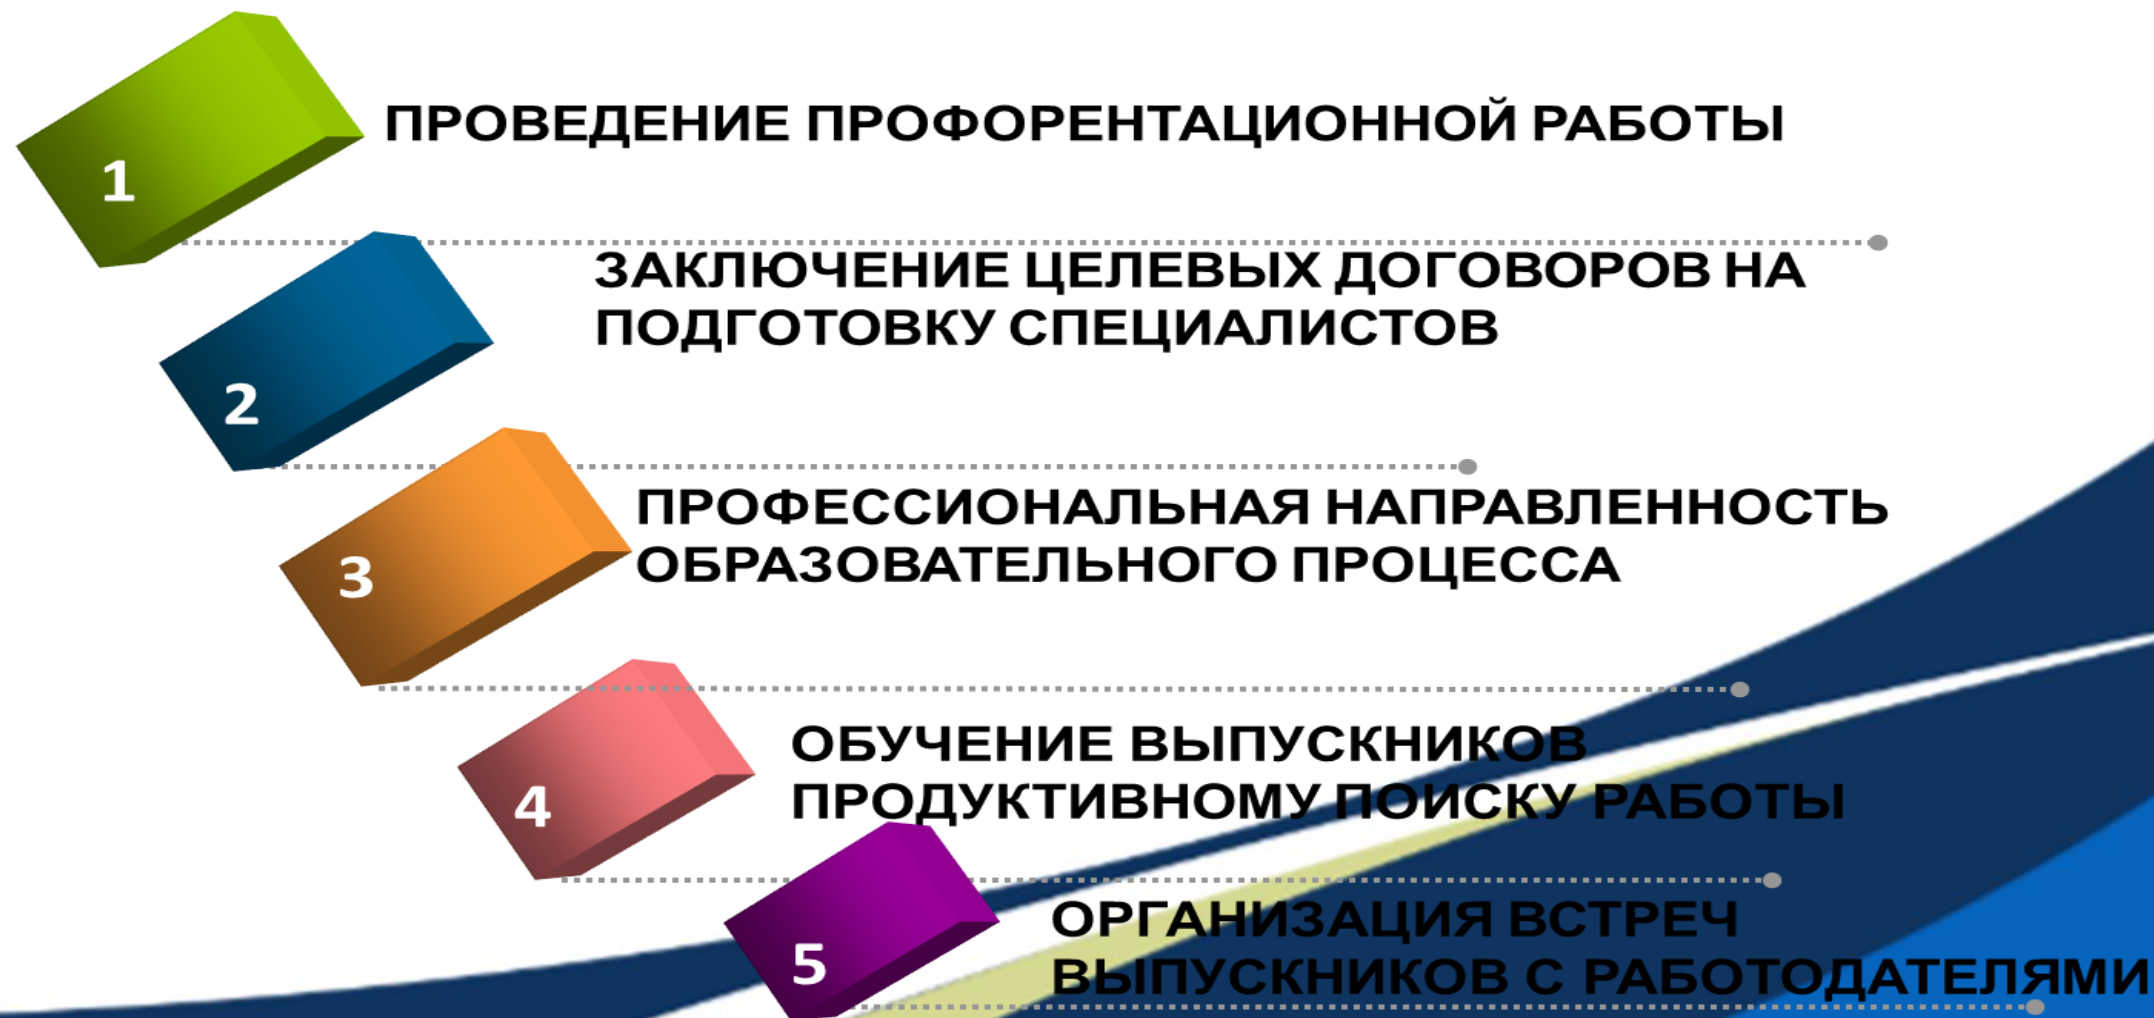 1
ПРОВЕДЕНИЕ ПРОФОРЕНТАЦИОННОЙ РАБОТЫ
2
ЗАКЛЮЧЕНИЕ ЦЕЛЕВЫХ ДОГОВОРОВ НА
ПОДГОТОВКУ СПЕЦИАЛИСТОВ
3
ПРОФЕССИОНАЛЬНАЯ НАПРАВЛЕННОСТЬ
ОБРАЗОВАТЕЛЬНОГО ПРОЦЕССА
4
ОБУЧЕНИЕ ВЫПУСКНИКОВ
ПРОДУКТИВНОМУ ПОИСКУ РАБОТЫ
5
ОРГАНИЗАЦИЯ ВСТРЕЧ
ВЫПУСКНИКОВ С РАБОТОДАТЕЛЯМИ